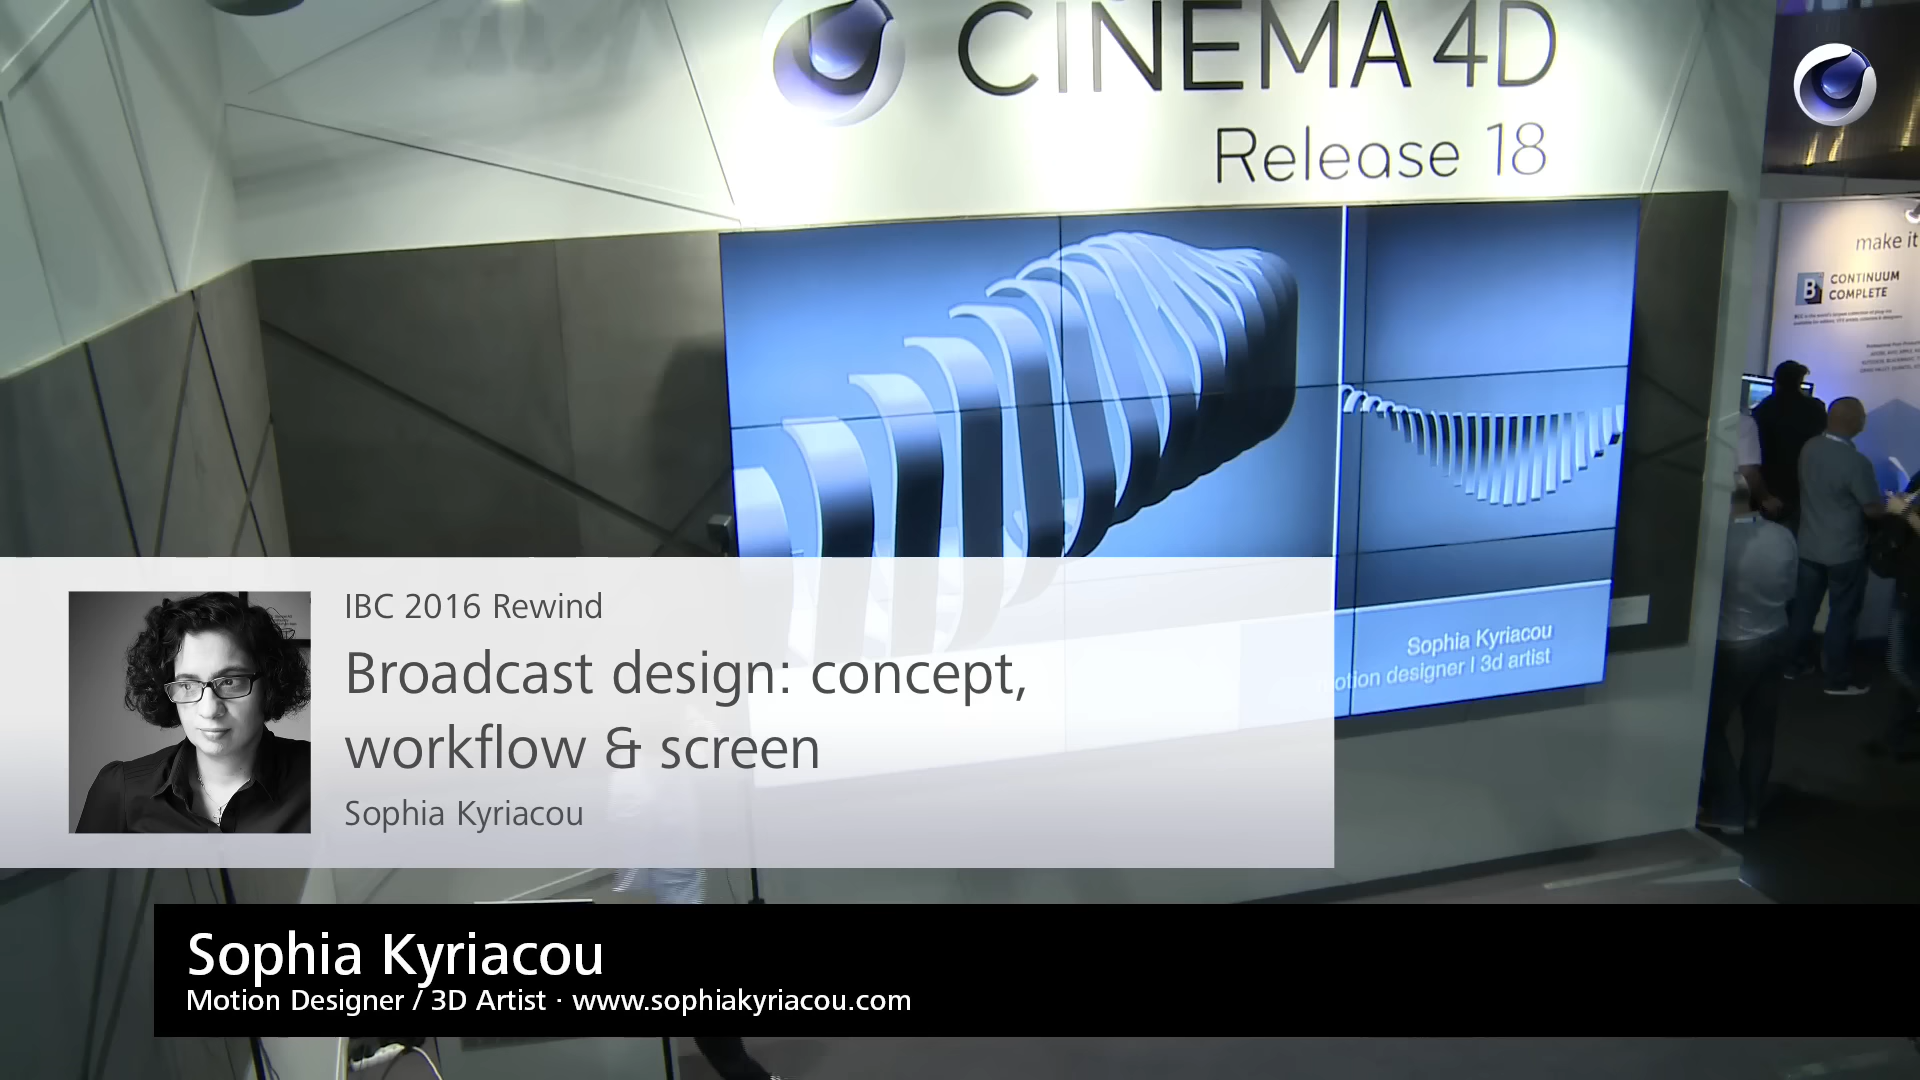 CINEMA 4D
Release 18
make it
B CONTINUUM
COMPLETE
Sophia Kyriacou
motion designer | 3d artist
IBC 2016 Rewind
Broadcast design: concept,
workflow & screen
Sophia Kyriacou
Sophia Kyriacou
Motion Designer / 3D Artist · www.sophiakyriacou.com